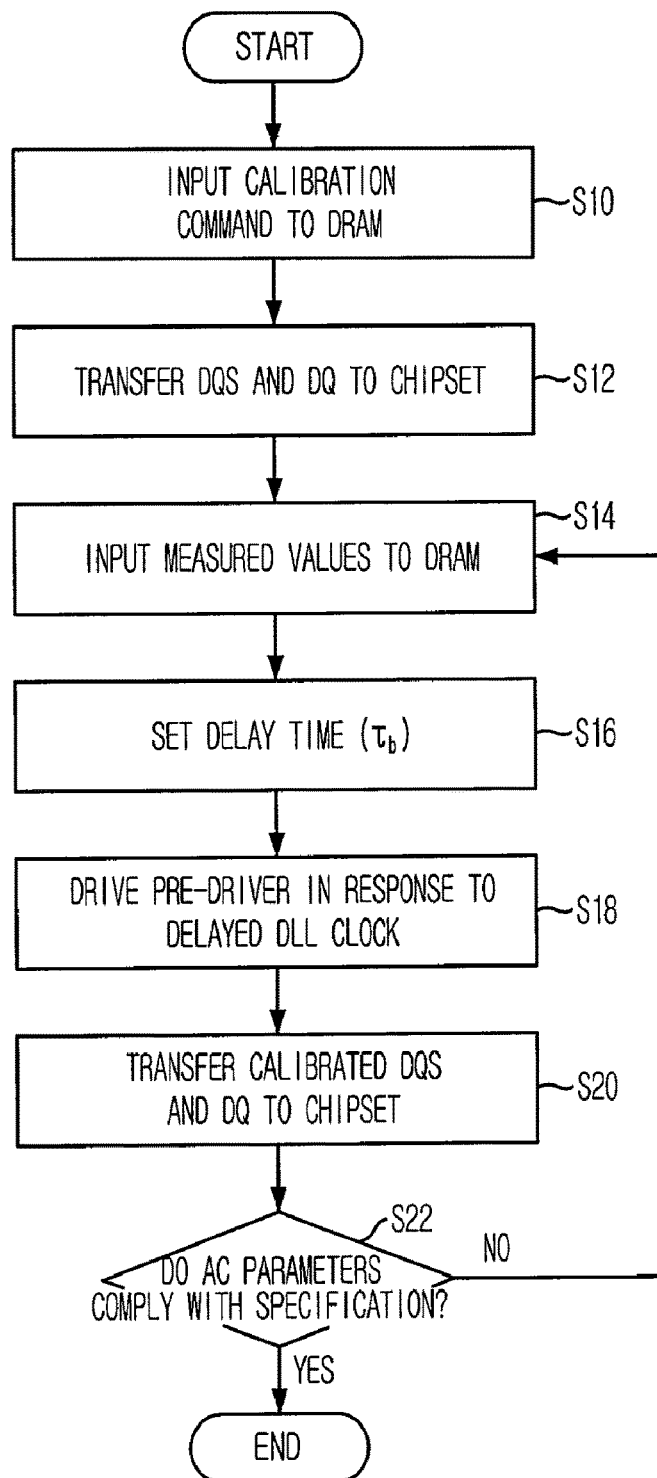 START
INPUT CALIBRATION
COMMAND TO DRAM
S10
TRANSFER DQS AND DQ TO CHIPSET
S12
S14
INPUT MEASURED VALUES TO DRAM
SET DELAY TIME (τb)
S16
DRIVE PRE-DRIVER IN RESPONSE TO
DELAYED DLL CLOCK
S18
TRANSFER CALIBRATED DQS
AND DQ TO CHIPSET
S20
S22
NO
DO AC PARAMETERS
COMPLY WITH SPECIFICATION?
YES
END